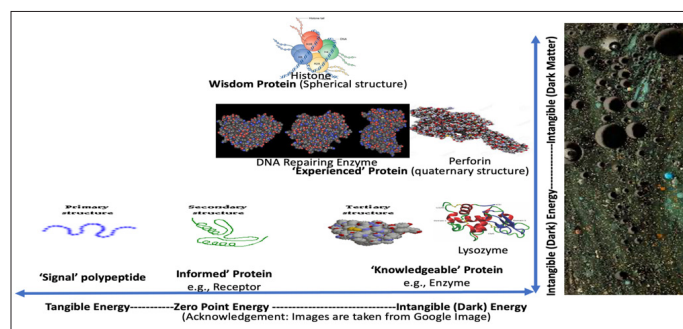 Histone
Wisdom Protein (Spherical structure)
DNA Repairing Enzyme
Perforin
'Experienced' Protein (quaternary structure)
Primary
structure
Secondary
structure
Tertiary
structure
Lysozyme
'Signal' polypeptide
Informed' Protein
e.g., Receptor
'Knowledgeable' Protein
e.g., Enzyme
Tangible Energy----------Zero Point Energy -----------------Intangible (Dark) Energy
(Acknowledgement: Images are taken from Google Image)
Intangible (Dark) Energy------------Intangible (Dark Matter)